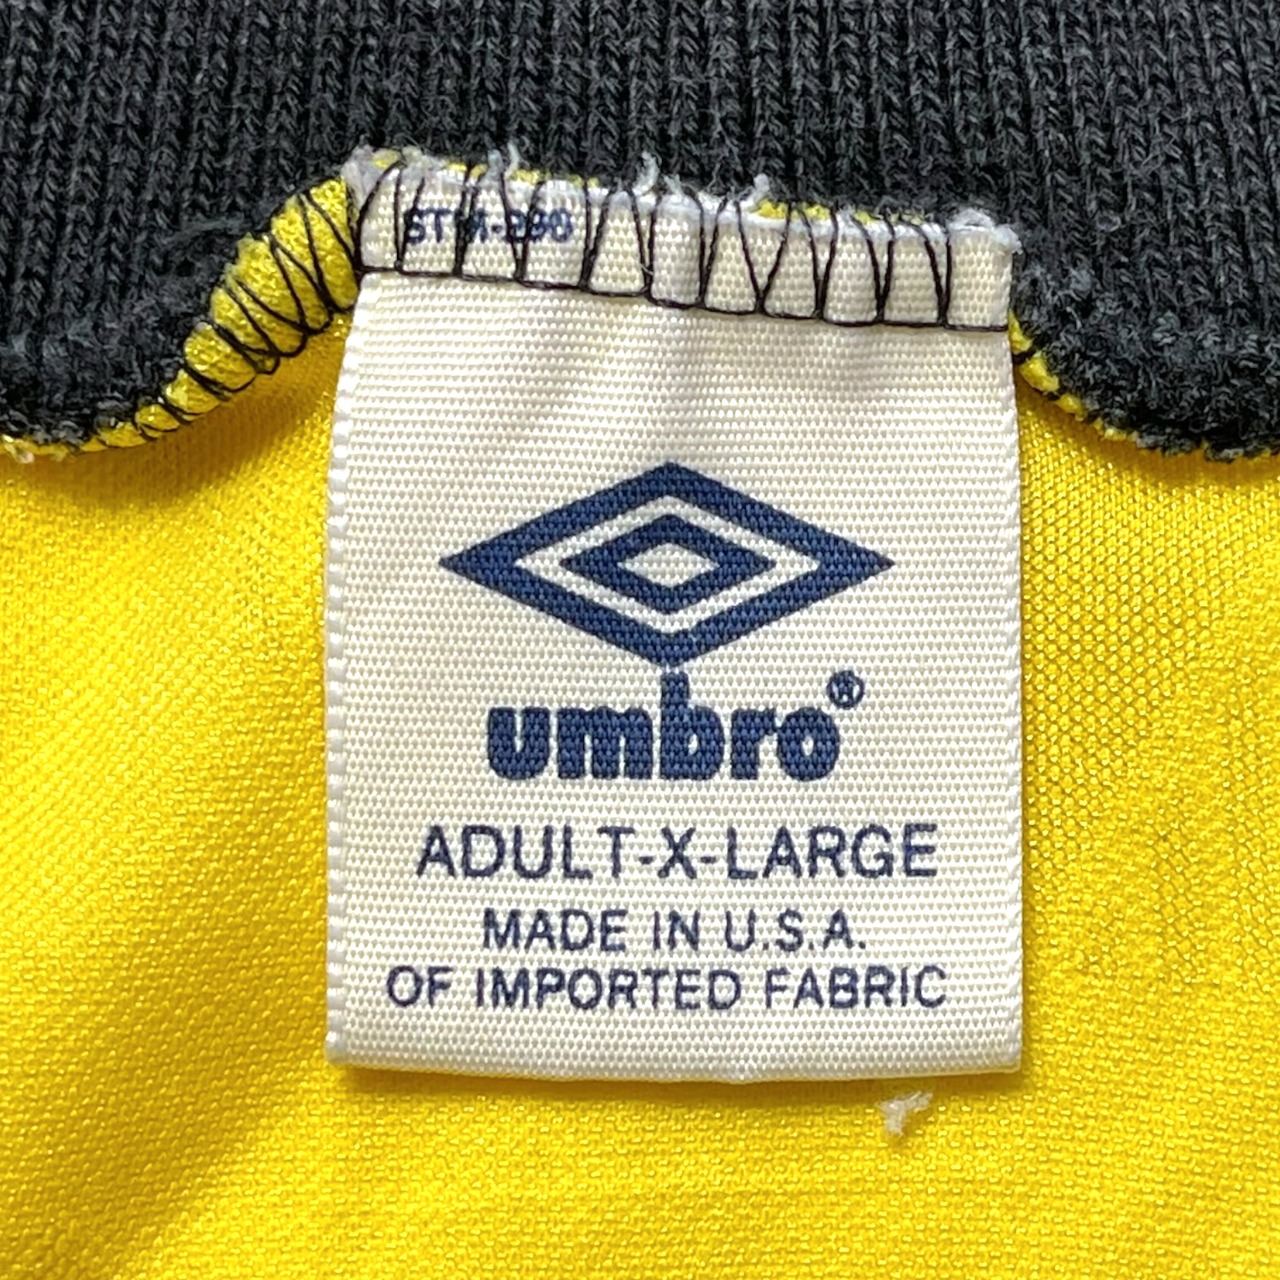 umbro®
ADULT-X-LARGE
MADE IN U.S.A.
OF IMPORTED FABRIC